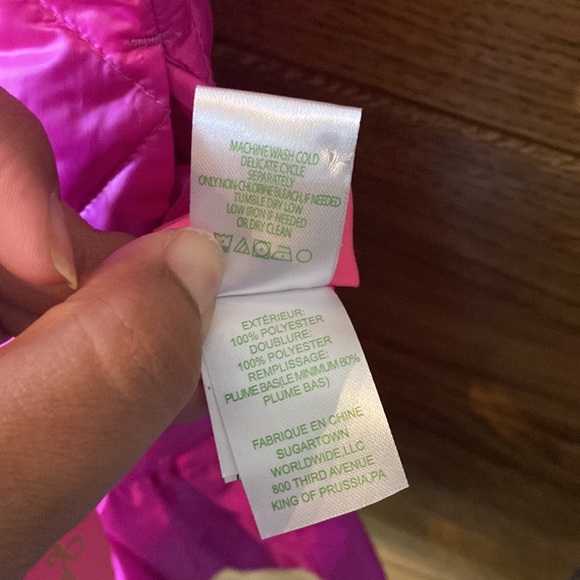 MACHINE WASH COLD
DELICATE CYCLE
SEPARATELY
ONLY NON-CHLORINE BLEACH, IF NEEDED
TUMBLE DRY LOW
LOW IRON IF NEEDED
OR DRY CLEAN
EXTÉRIEUR:
100% POLYESTER
DOUBLURE:
100% POLYESTER
REMPLISSAGE:
PLUME BAS(LE MINIMUM 80%
PLUME BAS)
FABRIQUE EN CHINE
SUGARTOWN
WORLDWIDE,LLC
800 THIRD AVENUE
KING OF PRUSSIA,PA